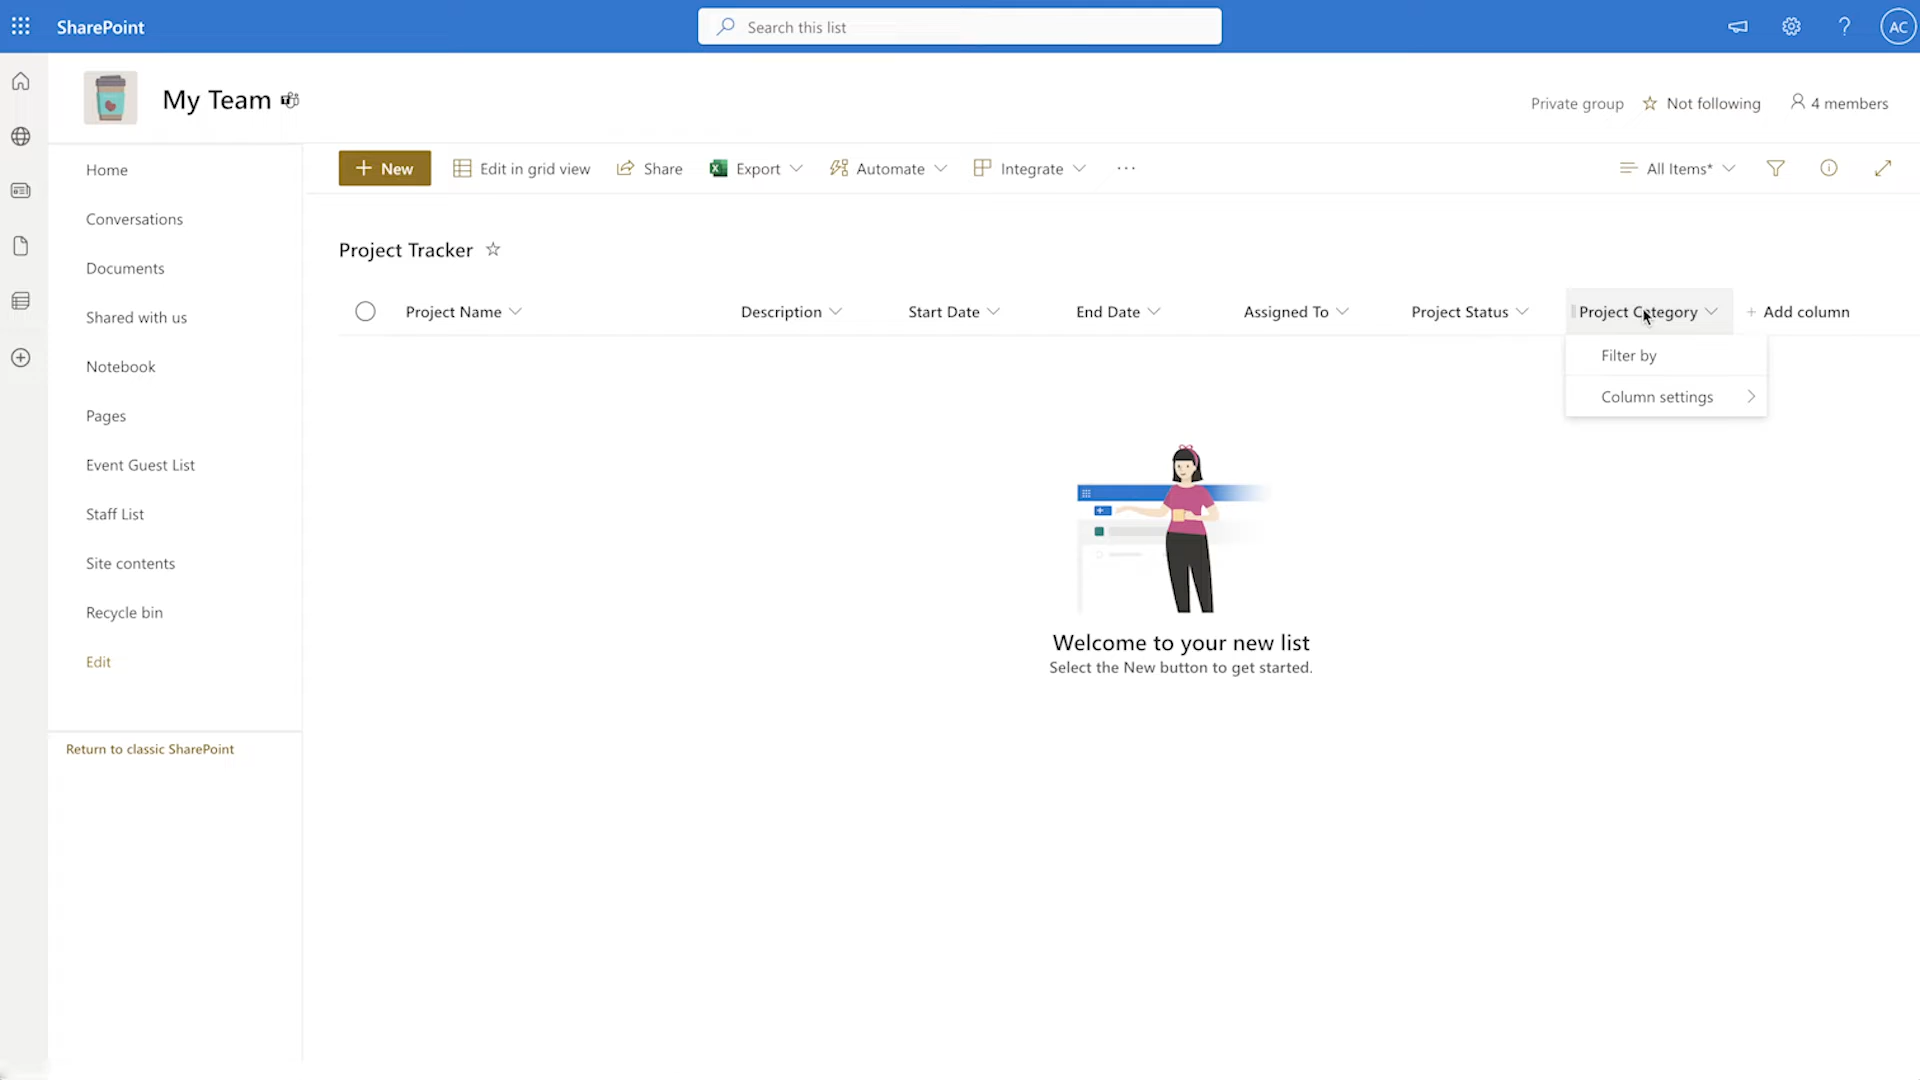 SharePoint
Search this list
AC
My Team
Private group
Not following
4 members
Home
Conversations
Documents
Shared with us
Notebook
Pages
Event Guest List
Staff List
Site contents
Recycle bin
Edit
Return to classic SharePoint
+ New
Edit in grid view
Share
Export
Automate
Integrate
...
All Items*
Project Tracker
Project Name
Description
Start Date
End Date
Assigned To
Project Status
Project Category
+ Add column
Filter by
Column settings
Welcome to your new list
Select the New button to get started.